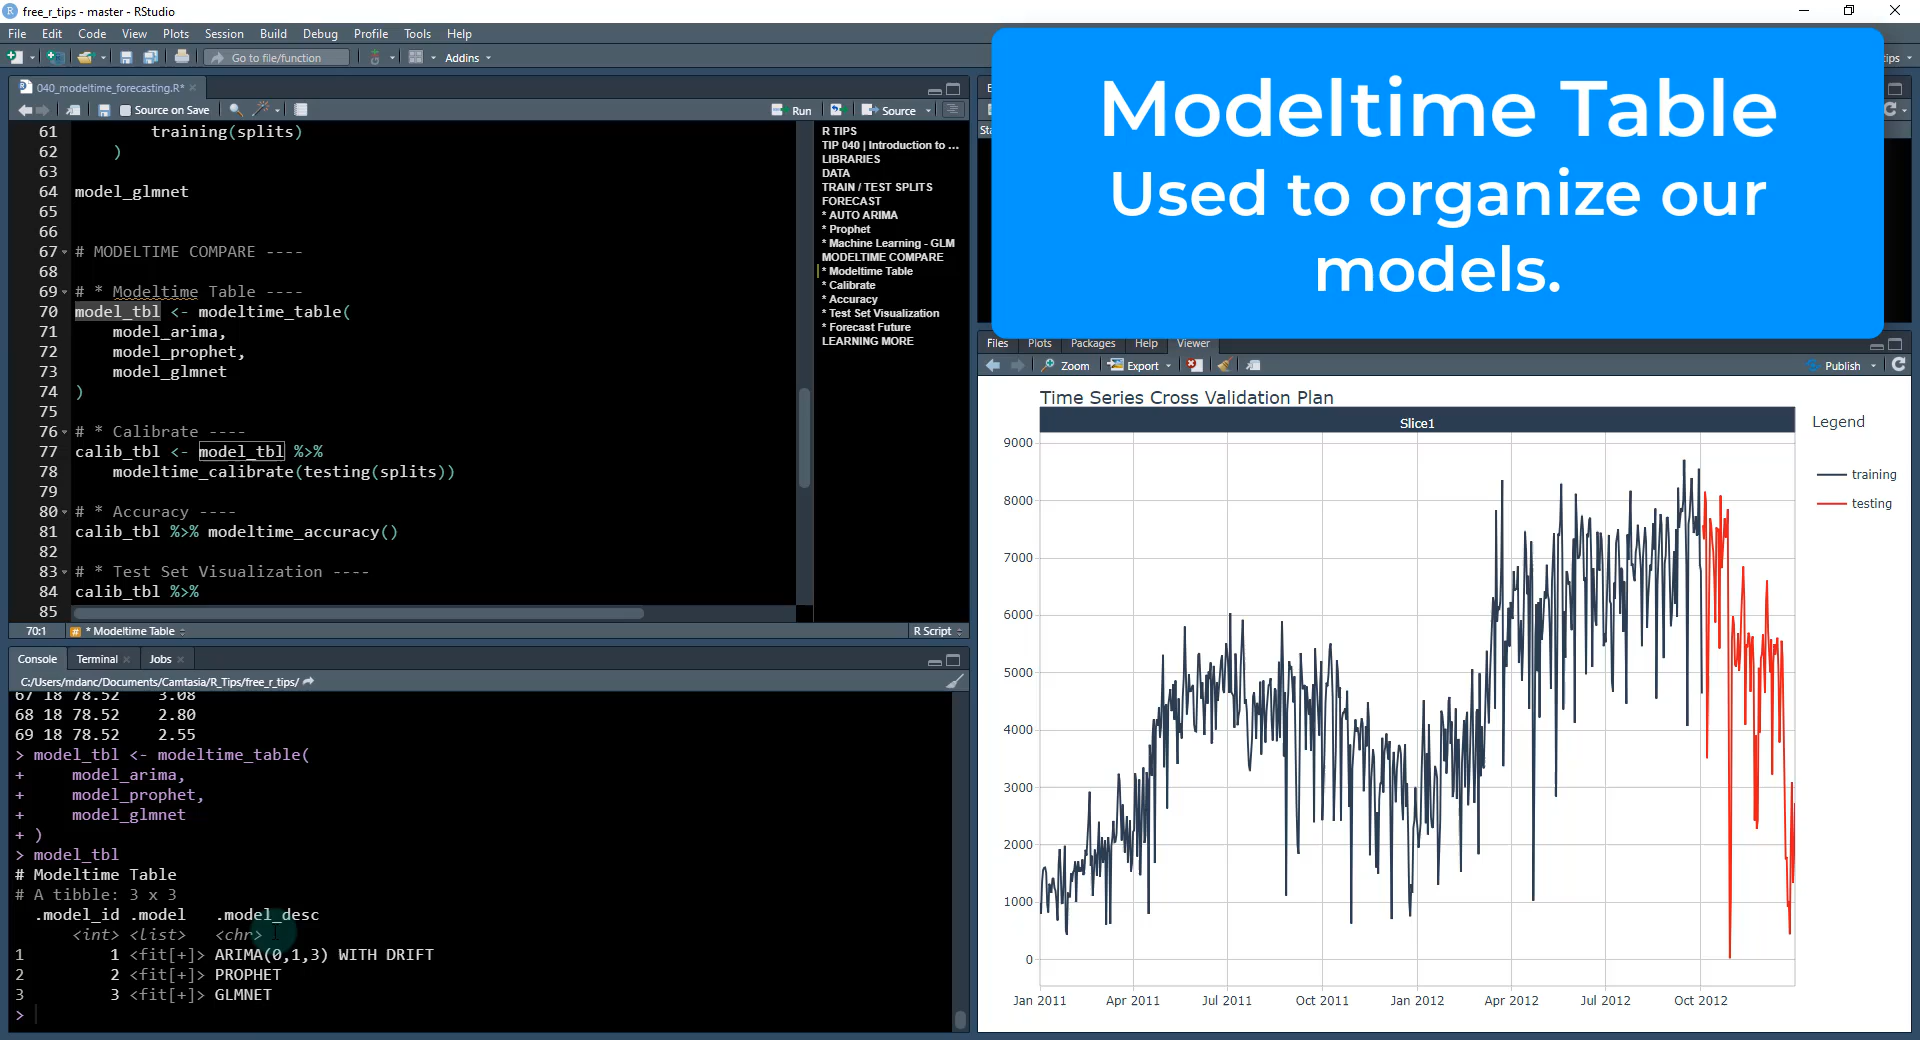 free_r_tips - master - RStudio
File Edit Code View Plots Session Build Debug Profile Tools Help
Go to file/function Addins
Modeltime Table
Used to organize our
models.
040_modeltime_forecasting.R*
Source on Save Run Source
61 training(splits)
62 )
63
64 model_glmnet
65
66
67 # MODELTIME COMPARE ----
68
69 # * Modeltime Table ----
70 model_tbl <- modeltime_table(
71 model_arima,
72 model_prophet,
73 model_glmnet
74 )
75
76 # * Calibrate ----
77 calib_tbl <- model_tbl %>%
78 modeltime_calibrate(testing(splits))
79
80 # * Accuracy ----
81 calib_tbl %>% modeltime_accuracy()
82
83 # * Test Set Visualization ----
84 calib_tbl %>%
85
R TIPS
TIP 040 | Introduction to ...
LIBRARIES
DATA
TRAIN / TEST SPLITS
FORECAST
* AUTO ARIMA
* Prophet
* Machine Learning - GLM
MODELTIME COMPARE
* Modeltime Table
* Calibrate
* Accuracy
* Test Set Visualization
* Forecast Future
LEARNING MORE
70:1 # * Modeltime Table R Script
Console Terminal Jobs
C:/Users/mdanc/Documents/Camtasia/R_Tips/free_r_tips/
67 18 78.52 3.08
68 18 78.52 2.80
69 18 78.52 2.55
> model_tbl <- modeltime_table(
+ model_arima,
+ model_prophet,
+ model_glmnet
+ )
> model_tbl
# Modeltime Table
# A tibble: 3 x 3
.model_id .model .model_desc
<int> <list> <chr>
1 1 <fit[+]> ARIMA(0,1,3) WITH DRIFT
2 2 <fit[+]> PROPHET
3 3 <fit[+]> GLMNET
>
Files Plots Packages Help Viewer
Zoom Export Publish
Time Series Cross Validation Plan
Slice1
Legend
training
testing
9000
8000
7000
6000
5000
4000
3000
2000
1000
0
Jan 2011 Apr 2011 Jul 2011 Oct 2011 Jan 2012 Apr 2012 Jul 2012 Oct 2012